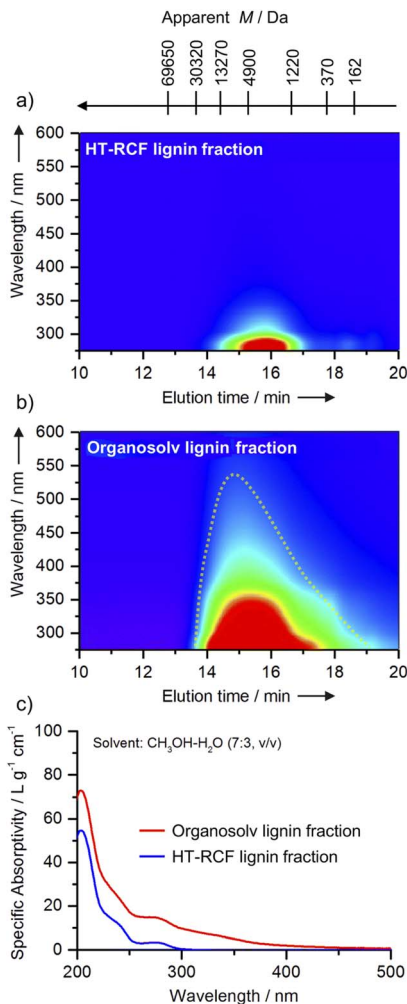 Apparent M / Da
69650 30320 13270 4900 1220 370 162
a)
HT-RCF lignin fraction
Wavelength / nm
600
550
500
450
400
350
300
10 12 14 16 18 20
Elution time / min
b)
Organosolv lignin fraction
Wavelength / nm
600
550
500
450
400
350
300
10 12 14 16 18 20
Elution time / min
c)
Solvent: CH₃OH-H₂O (7:3, v/v)
Organosolv lignin fraction
HT-RCF lignin fraction
Specific Absorptivity / L g⁻¹ cm⁻¹
100
80
60
40
20
0
200 300 400 500
Wavelength / nm